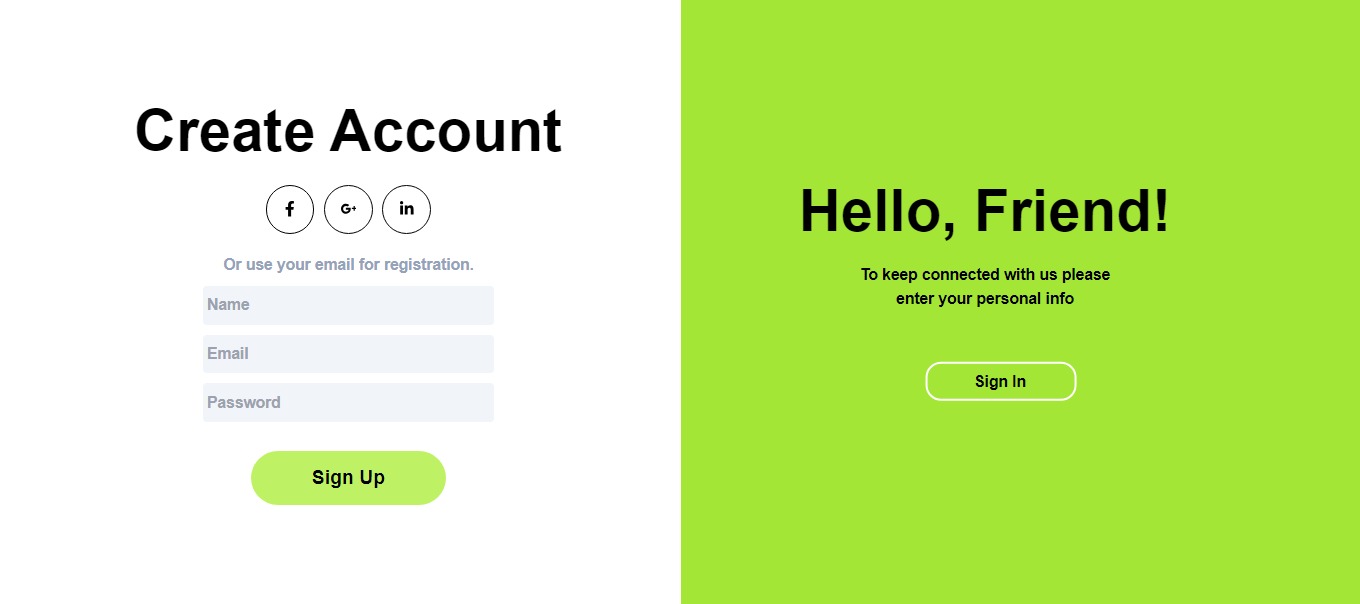 Create Account
f G+ in
Or use your email for registration.
Name
Email
Password
Sign Up
Hello, Friend!
To keep connected with us please
enter your personal info
Sign In